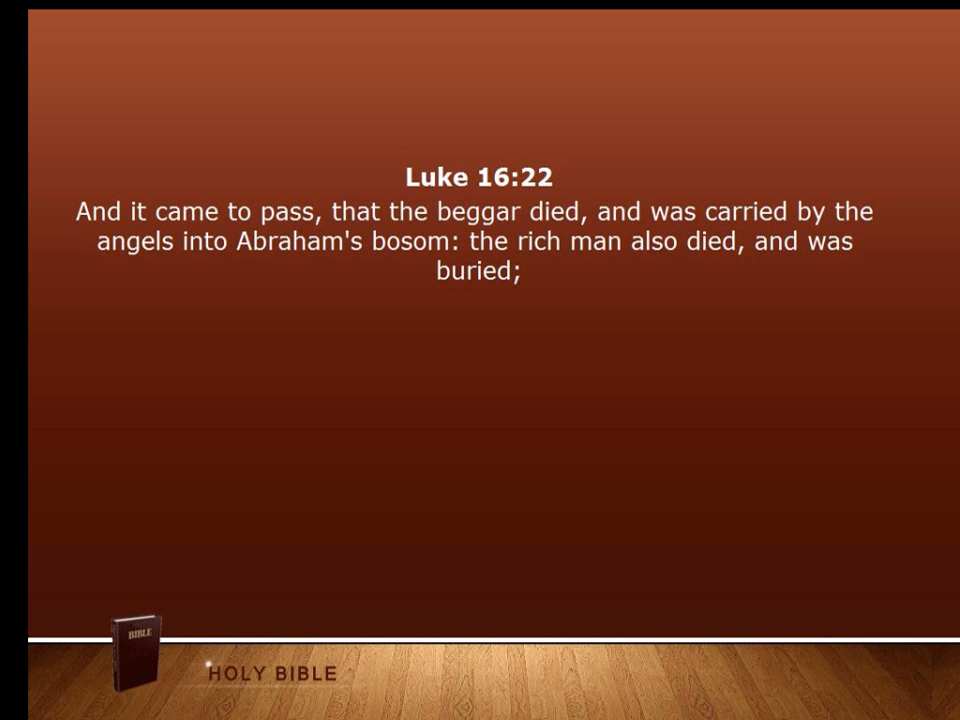 Luke 16:22
And it came to pass, that the beggar died, and was carried by the
angels into Abraham's bosom: the rich man also died, and was
buried;
BIBLE
HOLY BIBLE